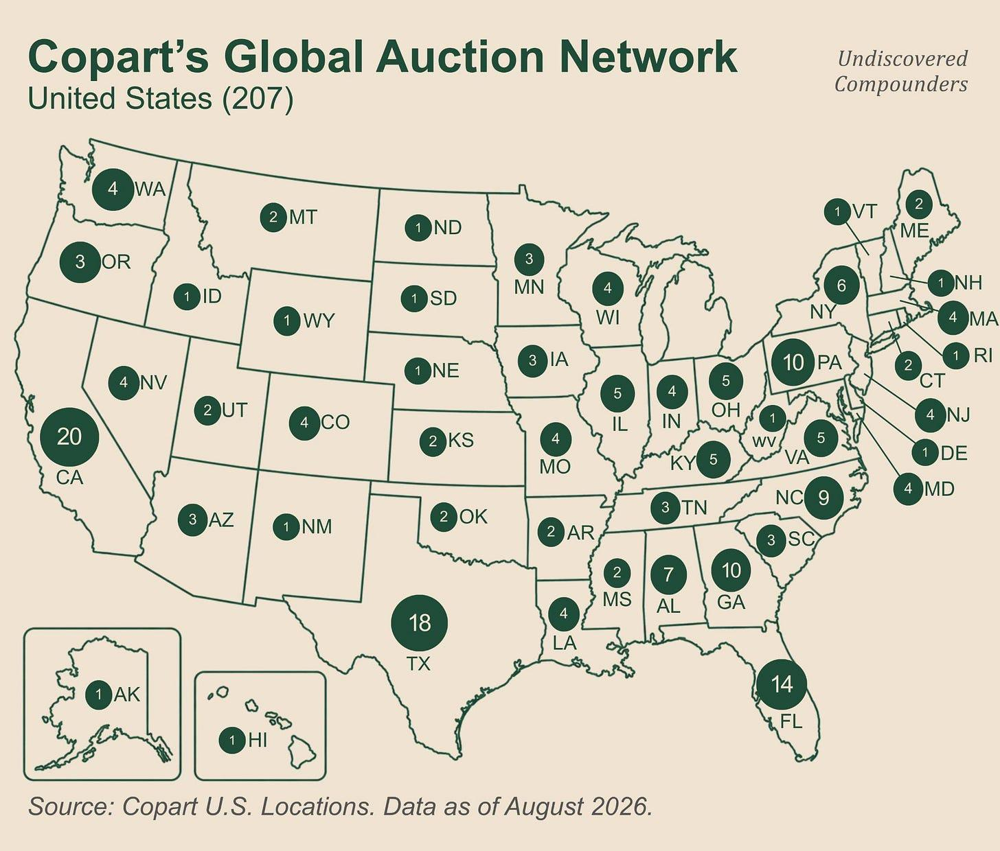 Copart's Global Auction Network
United States (207)
Undiscovered
Compounders
4 WA
2 MT
1 ND
3
MN
3 OR
1 ID
1 WY
1 SD
4
WI
1 VT
2
ME
6
NY
1 NH
4 MA
1 RI
2
CT
10 PA
4 NV
2 UT
4 CO
1 NE
3 IA
5
IL
4
IN
5
OH
1
WV
5
VA
4 NJ
1 DE
4 MD
20
CA
2 KS
4
MO
KY 5
3 AZ
1 NM
2 OK
2 AR
3 TN
NC 9
3 SC
2
MS
7
AL
10
GA
18
TX
4
LA
14
FL
1 AK
1 HI
Source: Copart U.S. Locations. Data as of August 2026.